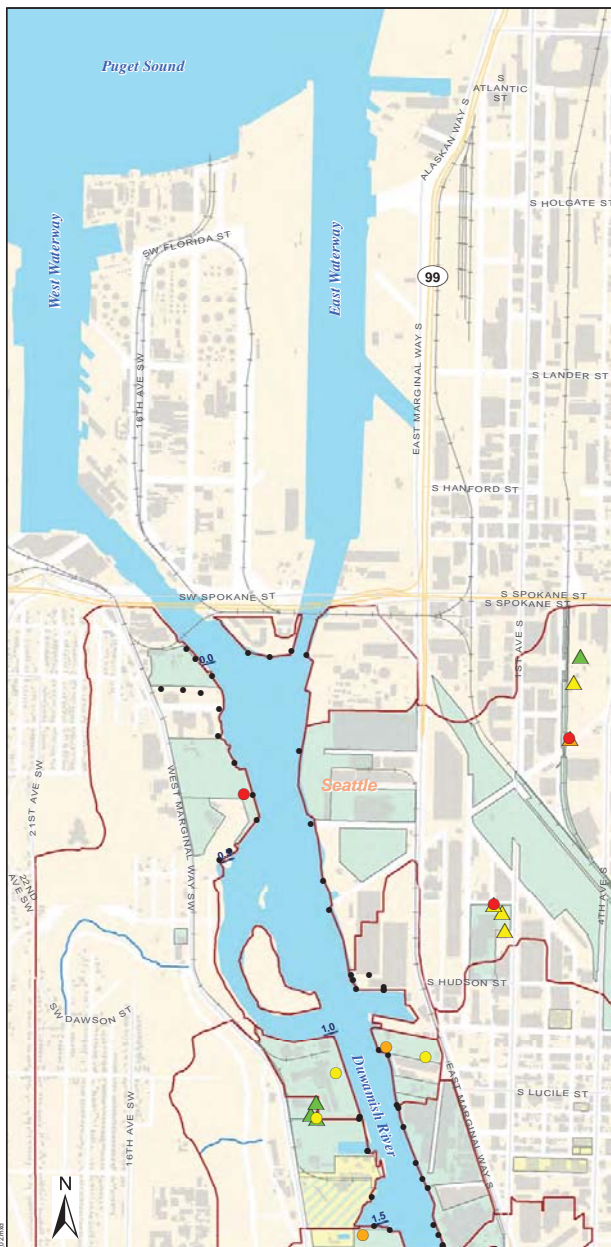 Puget Sound
S
ATLANTIC
ST
ALASKAN WAY S
S HOLGATE ST
SW FLORIDA ST
West Waterway
East Waterway
99
EAST MARGINAL WAY S
S LANDER ST
16TH AVE SW
S HANFORD ST
SW SPOKANE ST
S SPOKANE ST
S SPOKANE ST
1ST AVE S
0.0
Seattle
21ST AVE SW
WEST MARGINAL WAY SW
22ND
AVE SW
4TH AVE S
S HUDSON ST
SW DAWSON ST
1.0
Duwamish River
EAST MARGINAL WAY S
S LUCILE ST
16TH AVE SW
N
1.5